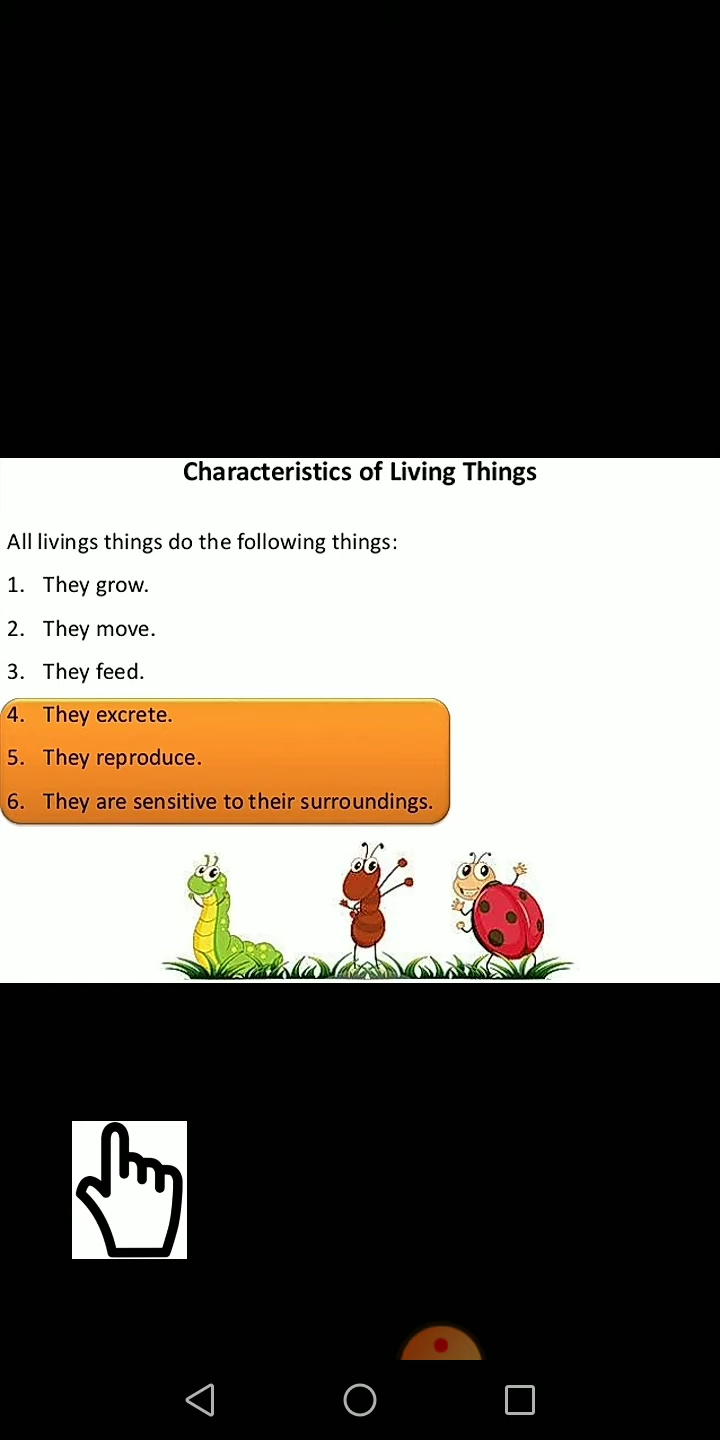 Characteristics of Living Things
All livings things do the following things:
1. They grow.
2. They move.
3. They feed.
4. They excrete.
5. They reproduce.
6. They are sensitive to their surroundings.